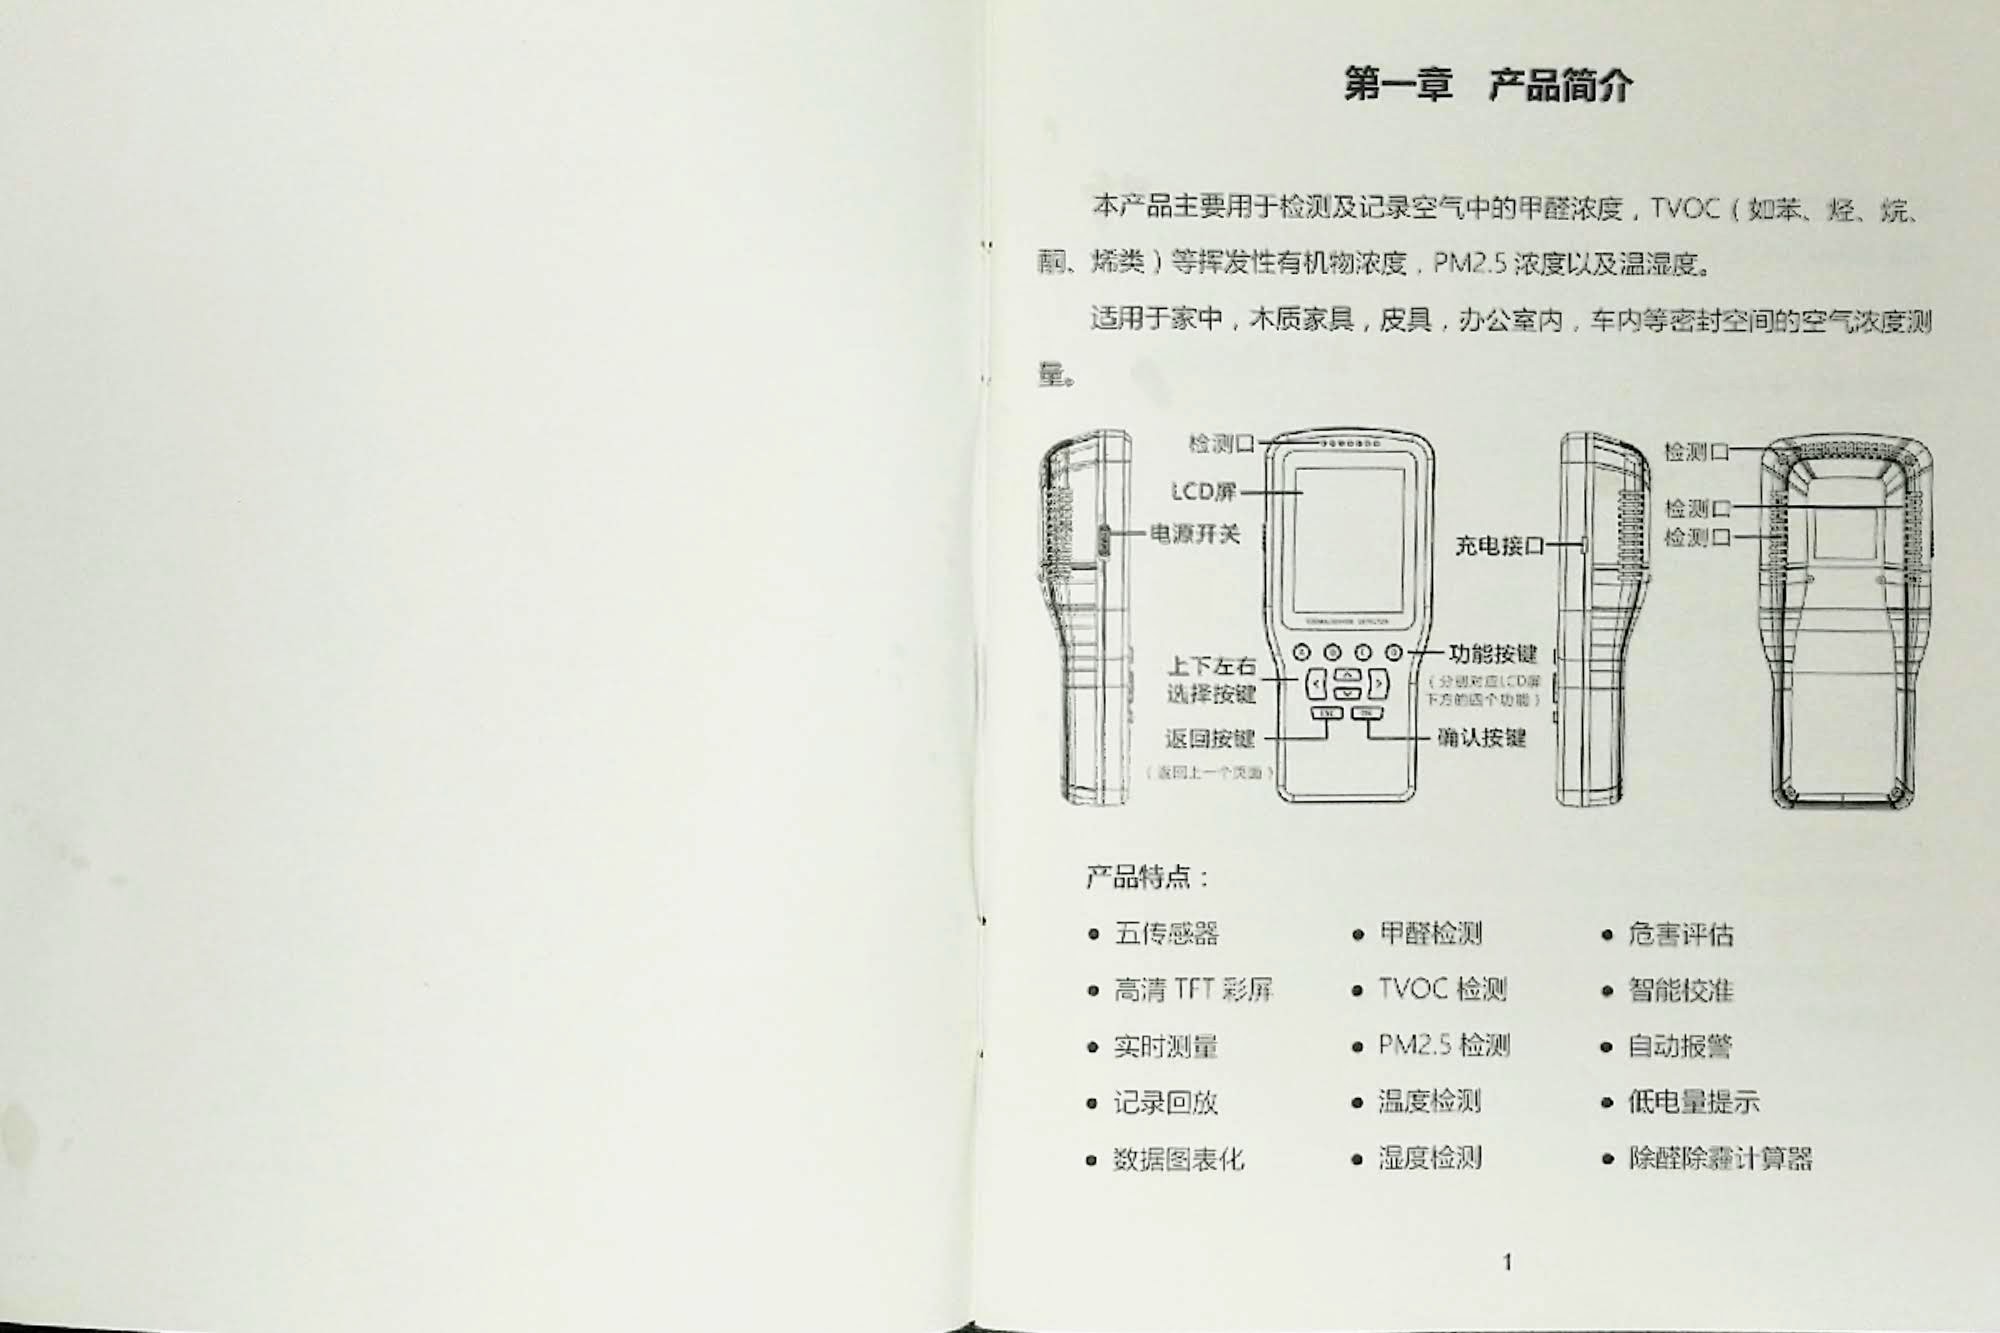 第一章 产品简介
本产品主要用于检测及记录空气中的甲醛浓度，TVOC（如苯、烃、烷、
酮、烯类）等挥发性有机物浓度，PM2.5 浓度以及温湿度。
适用于家中，木质家具，皮具，办公室内，车内等密封空间的空气浓度测
量。
检测口
LCD屏
电源开关
上下左右
选择按键
返回按键
（返回上一个页面）
功能按键
（分别对应LCD屏
下方的四个功能）
确认按键
充电接口
检测口
检测口
检测口
产品特点：
• 五传感器 • 甲醛检测 • 危害评估
• 高清 TFT 彩屏 • TVOC 检测 • 智能校准
• 实时测量 • PM2.5 检测 • 自动报警
• 记录回放 • 温度检测 • 低电量提示
• 数据图表化 • 湿度检测 • 除醛除霾计算器
1